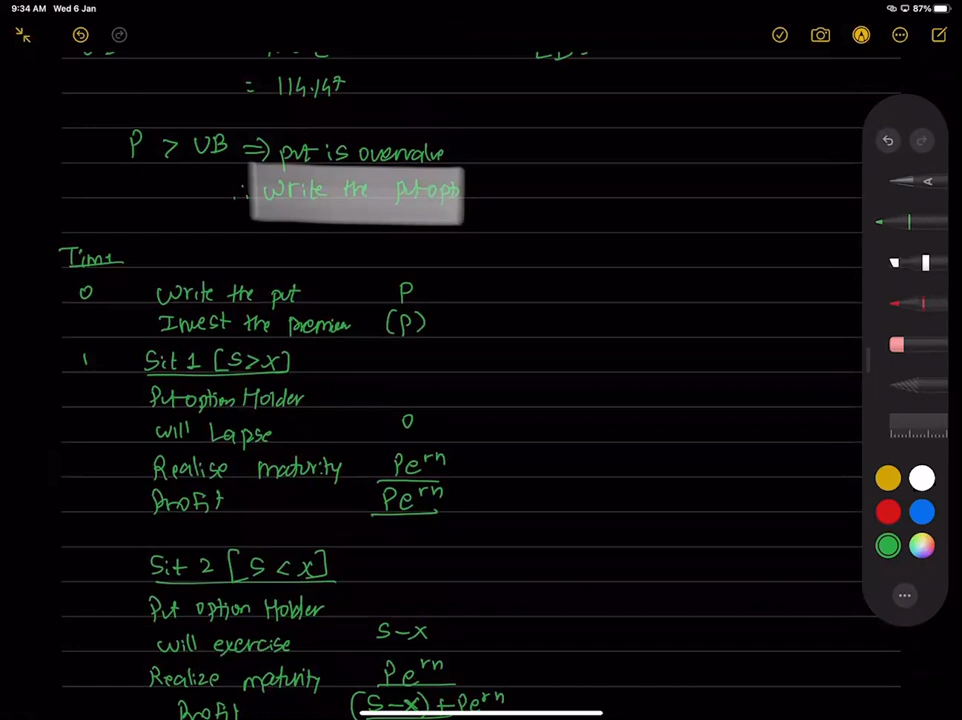 9:34 AM Wed 6 Jan
87%
= 114.147
P > UB ⇒ put is overvalue
∴ Write the put opt
Time
0 Write the put P
Invest the premium (P)
1 Sit 1 [S>X]
Put option Holder
will Lapse 0
Realise maturity Pe^rn
Profit Pe^rn
Sit 2 [S < X]
Put option Holder
will exercise S-X
Realize maturity Pe^rn
Profit (S-X) + Pe^rn
A